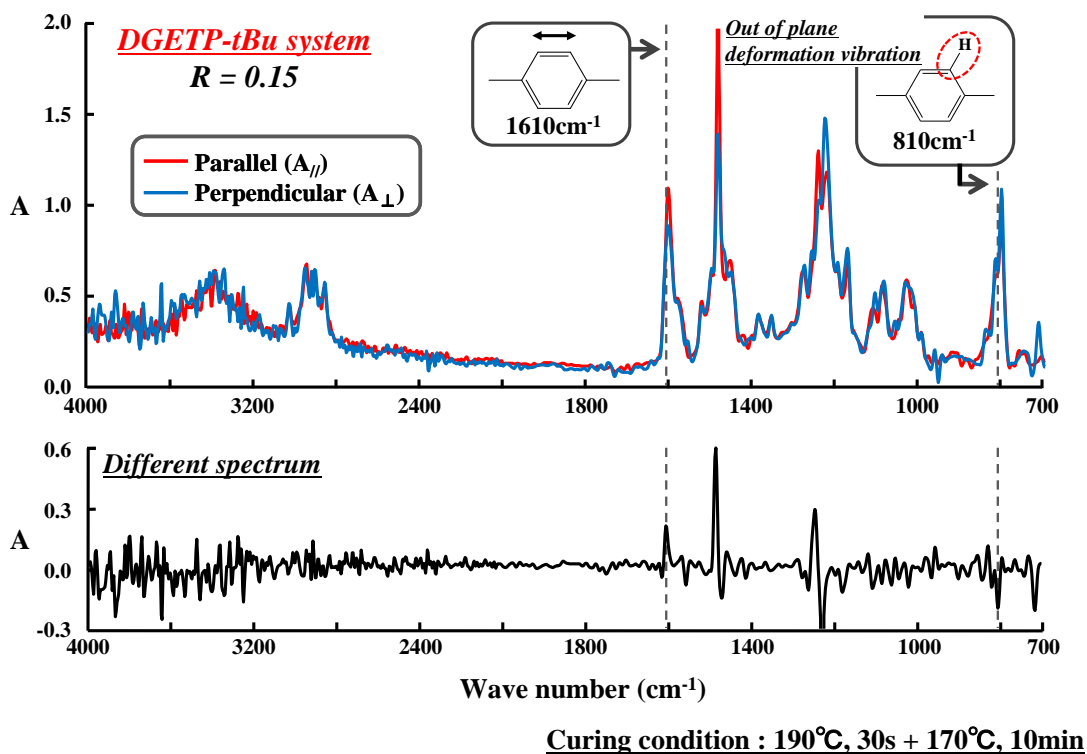 2.0
1.5
1.0
0.5
0.0
A
DGETP-tBu system
R = 0.15
Parallel (A//)
Perpendicular (A⊥)
1610cm-1
Out of plane
deformation vibration
H
810cm-1
4000 3200 2400 1800 1400 1000 700
0.6
0.3
0.0
-0.3
A
Different spectrum
4000 3200 2400 1800 1400 1000 700
Wave number (cm-1)
Curing condition : 190℃, 30s + 170℃, 10min